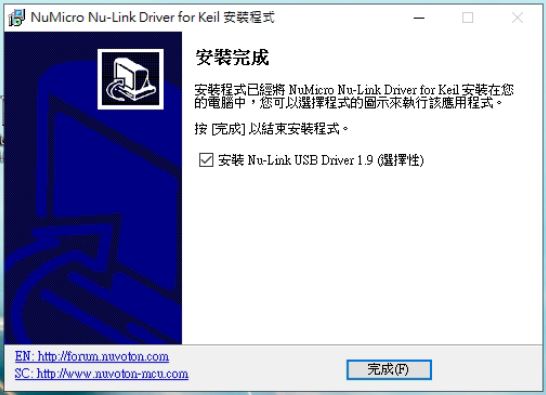 NuMicro Nu-Link Driver for Keil 安裝程式
安裝完成
安裝程式已經將 NuMicro Nu-Link Driver for Keil 安裝在您
的電腦中，您可以選擇程式的圖示來執行該應用程式。
按 [完成] 以結束安裝程式。
安裝 Nu-Link USB Driver 1.9 (選擇性)
EN: http://forum.nuvoton.com
SC: http://www.nuvoton-mcu.com
完成(F)